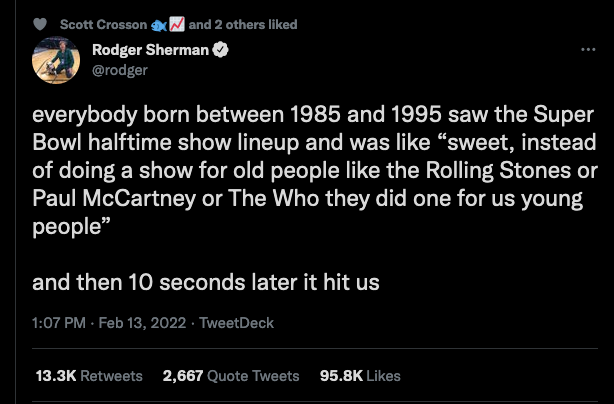 Scott Crosson 🐟📈 and 2 others liked
Rodger Sherman
@rodger
everybody born between 1985 and 1995 saw the Super
Bowl halftime show lineup and was like “sweet, instead
of doing a show for old people like the Rolling Stones or
Paul McCartney or The Who they did one for us young
people”
and then 10 seconds later it hit us
1:07 PM · Feb 13, 2022 · TweetDeck
13.3K Retweets 2,667 Quote Tweets 95.8K Likes